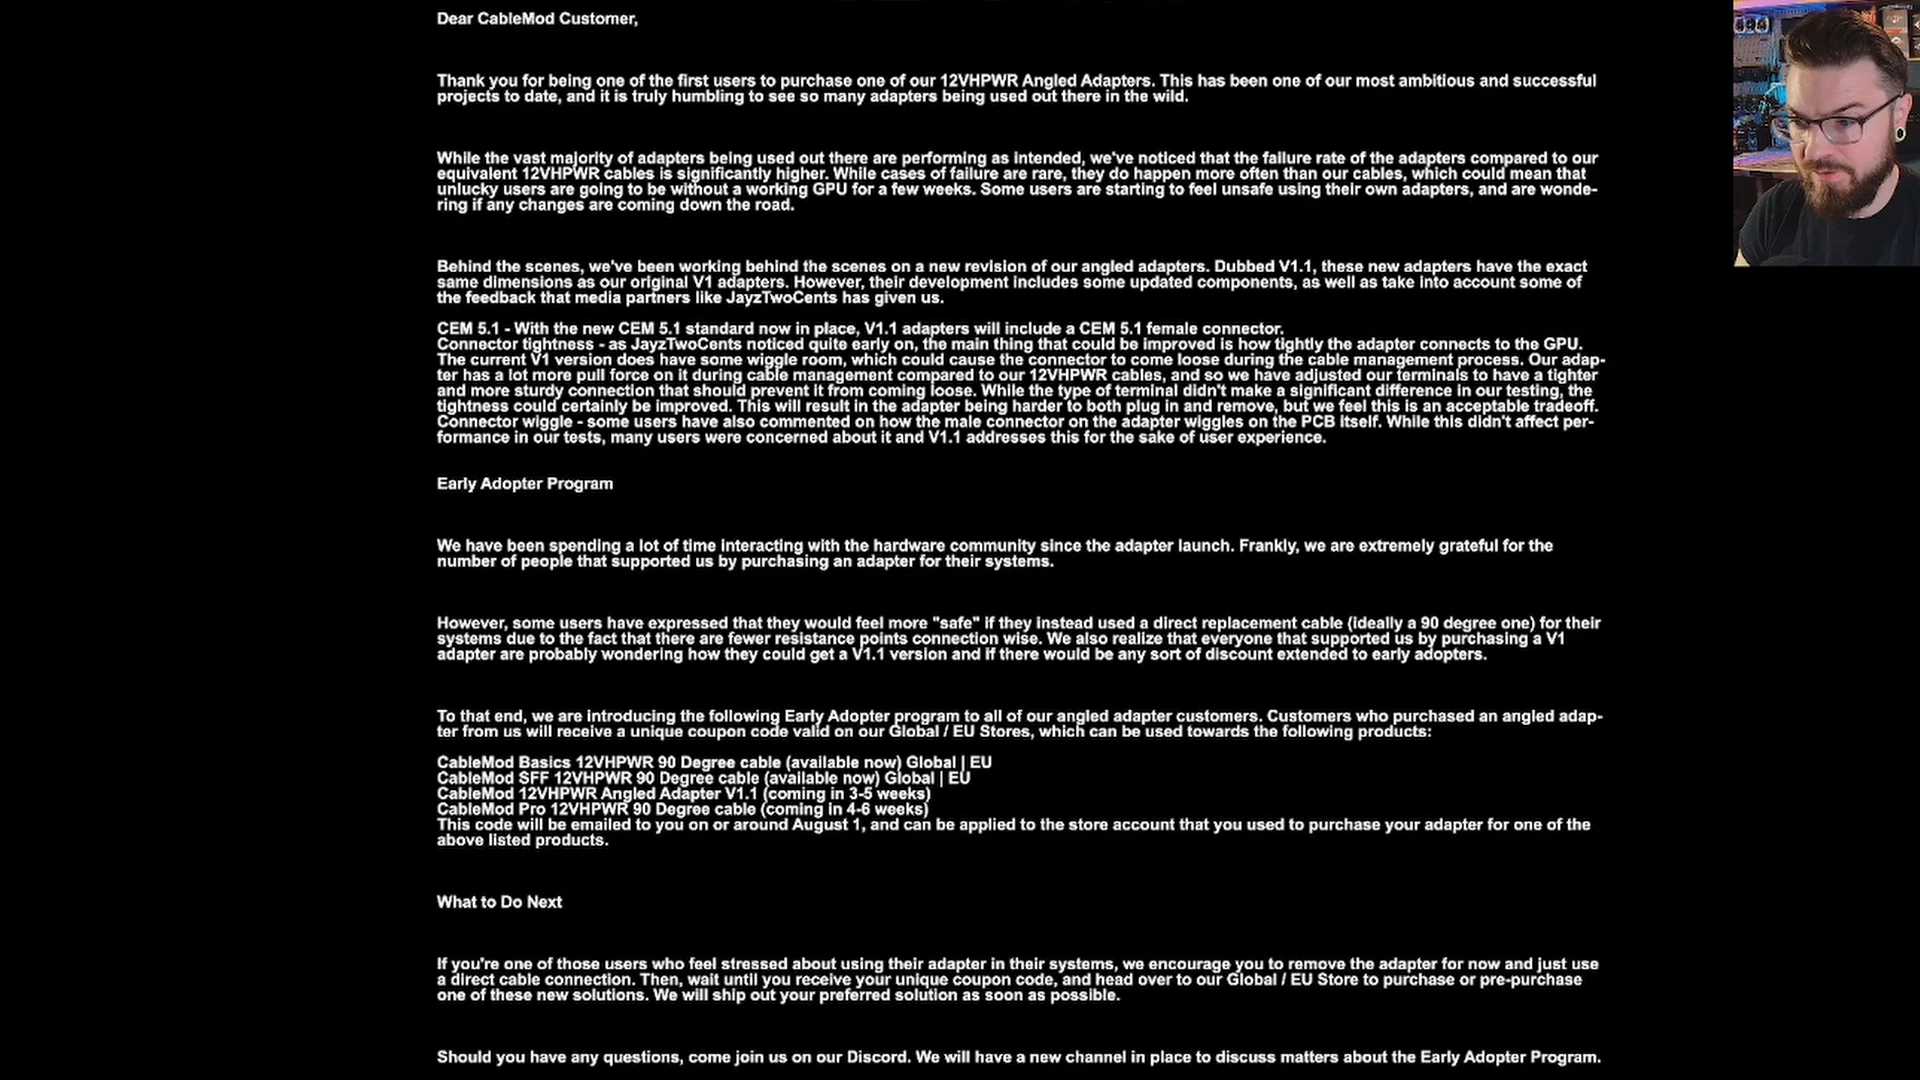 Dear CableMod Customer,
Thank you for being one of the first users to purchase one of our 12VHPWR Angled Adapters. This has been one of our most ambitious and successful
projects to date, and it is truly humbling to see so many adapters being used out there in the wild.
While the vast majority of adapters being used out there are performing as intended, we've noticed that the failure rate of the adapters compared to our
equivalent 12VHPWR cables is significantly higher. While cases of failure are rare, they do happen more often than our cables, which could mean that
unlucky users are going to be without a working GPU for a few weeks. Some users are starting to feel unsafe using their own adapters, and are wonde-
ring if any changes are coming down the road.
Behind the scenes, we've been working behind the scenes on a new revision of our angled adapters. Dubbed V1.1, these new adapters have the exact
same dimensions as our original V1 adapters. However, their development includes some updated components, as well as take into account some of
the feedback that media partners like JayzTwoCents has given us.
CEM 5.1 - With the new CEM 5.1 standard now in place, V1.1 adapters will include a CEM 5.1 female connector.
Connector tightness - as JayzTwoCents noticed quite early on, the main thing that could be improved is how tightly the adapter connects to the GPU.
The current V1 version does have some wiggle room, which could cause the connector to come loose during the cable management process. Our adap-
ter has a lot more pull force on it during cable management compared to our 12VHPWR cables, and so we have adjusted our terminals to have a tighter
and more sturdy connection that should prevent it from coming loose. While the type of terminal didn't make a significant difference in our testing, the
tightness could certainly be improved. This will result in the adapter being harder to both plug in and remove, but we feel this is an acceptable tradeoff.
Connector wiggle - some users have also commented on how the male connector on the adapter wiggles on the PCB itself. While this didn't affect per-
formance in our tests, many users were concerned about it and V1.1 addresses this for the sake of user experience.
Early Adopter Program
We have been spending a lot of time interacting with the hardware community since the adapter launch. Frankly, we are extremely grateful for the
number of people that supported us by purchasing an adapter for their systems.
However, some users have expressed that they would feel more "safe" if they instead used a direct replacement cable (ideally a 90 degree one) for their
systems due to the fact that there are fewer resistance points connection wise. We also realize that everyone that supported us by purchasing a V1
adapter are probably wondering how they could get a V1.1 version and if there would be any sort of discount extended to early adopters.
To that end, we are introducing the following Early Adopter program to all of our angled adapter customers. Customers who purchased an angled adap-
ter from us will receive a unique coupon code valid on our Global / EU Stores, which can be used towards the following products:
CableMod Basics 12VHPWR 90 Degree cable (available now) Global | EU
CableMod SFF 12VHPWR 90 Degree cable (available now) Global | EU
CableMod 12VHPWR Angled Adapter V1.1 (coming in 3-5 weeks)
CableMod Pro 12VHPWR 90 Degree cable (coming in 4-6 weeks)
This code will be emailed to you on or around August 1, and can be applied to the store account that you used to purchase your adapter for one of the
above listed products.
What to Do Next
If you're one of those users who feel stressed about using their adapter in their systems, we encourage you to remove the adapter for now and just use
a direct cable connection. Then, wait until you receive your unique coupon code, and head over to our Global / EU Store to purchase or pre-purchase
one of these new solutions. We will ship out your preferred solution as soon as possible.
Should you have any questions, come join us on our Discord. We will have a new channel in place to discuss matters about the Early Adopter Program.